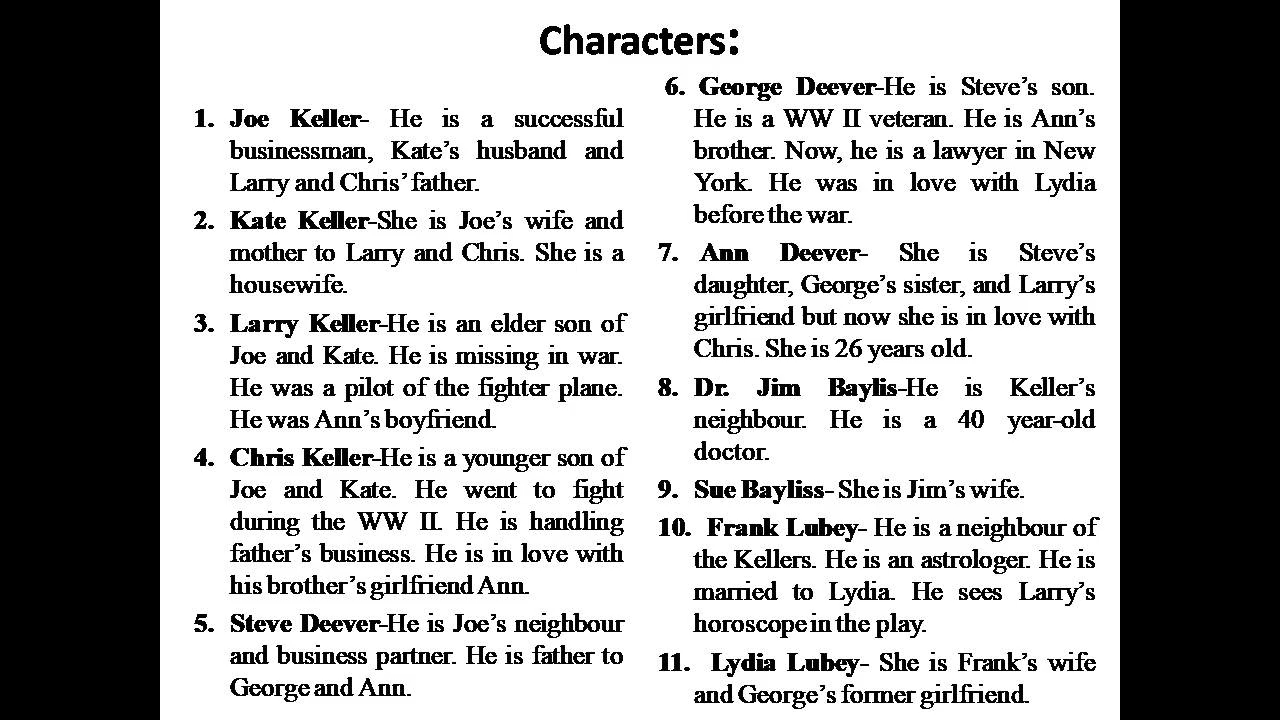 Characters:
1. Joe Keller- He is a successful
businessman, Kate's husband and
Larry and Chris' father.
2. Kate Keller-She is Joe's wife and
mother to Larry and Chris. She is a
housewife.
3. Larry Keller-He is an elder son of
Joe and Kate. He is missing in war.
He was a pilot of the fighter plane.
He was Ann's boyfriend.
4. Chris Keller-He is a younger son of
Joe and Kate. He went to fight
during the WW II. He is handling
father's business. He is in love with
his brother's girlfriend Ann.
5. Steve Deever-He is Joe's neighbour
and business partner. He is father to
George and Ann.
6. George Deever-He is Steve's son.
He is a WW II veteran. He is Ann's
brother. Now, he is a lawyer in New
York. He was in love with Lydia
before the war.
7. Ann Deever- She is Steve's
daughter, George's sister, and Larry's
girlfriend but now she is in love with
Chris. She is 26 years old.
8. Dr. Jim Baylis-He is Keller's
neighbour. He is a 40 year-old
doctor.
9. Sue Bayliss- She is Jim's wife.
10. Frank Lubey- He is a neighbour of
the Kellers. He is an astrologer. He is
married to Lydia. He sees Larry's
horoscope in the play.
11. Lydia Lubey- She is Frank's wife
and George's former girlfriend.